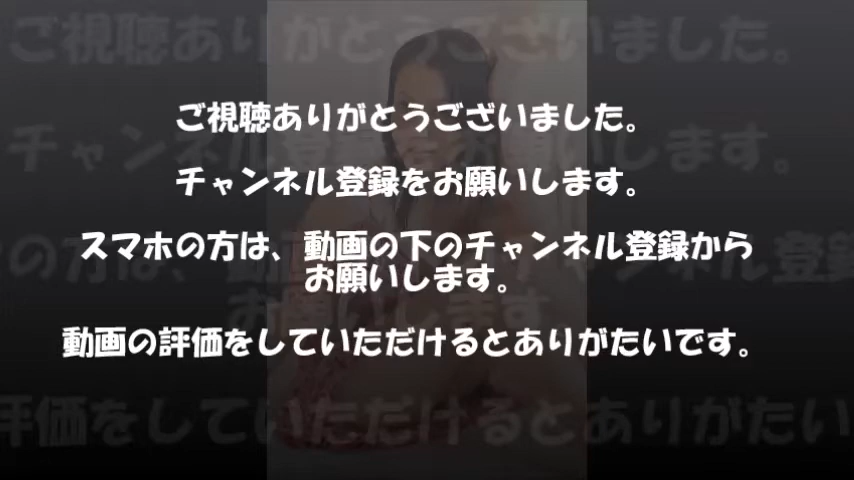 ご視聴ありがとうございました。
チャンネル登録をお願いします。
スマホの方は、動画の下のチャンネル登録から
お願いします。
動画の評価をしていただけるとありがたいです。